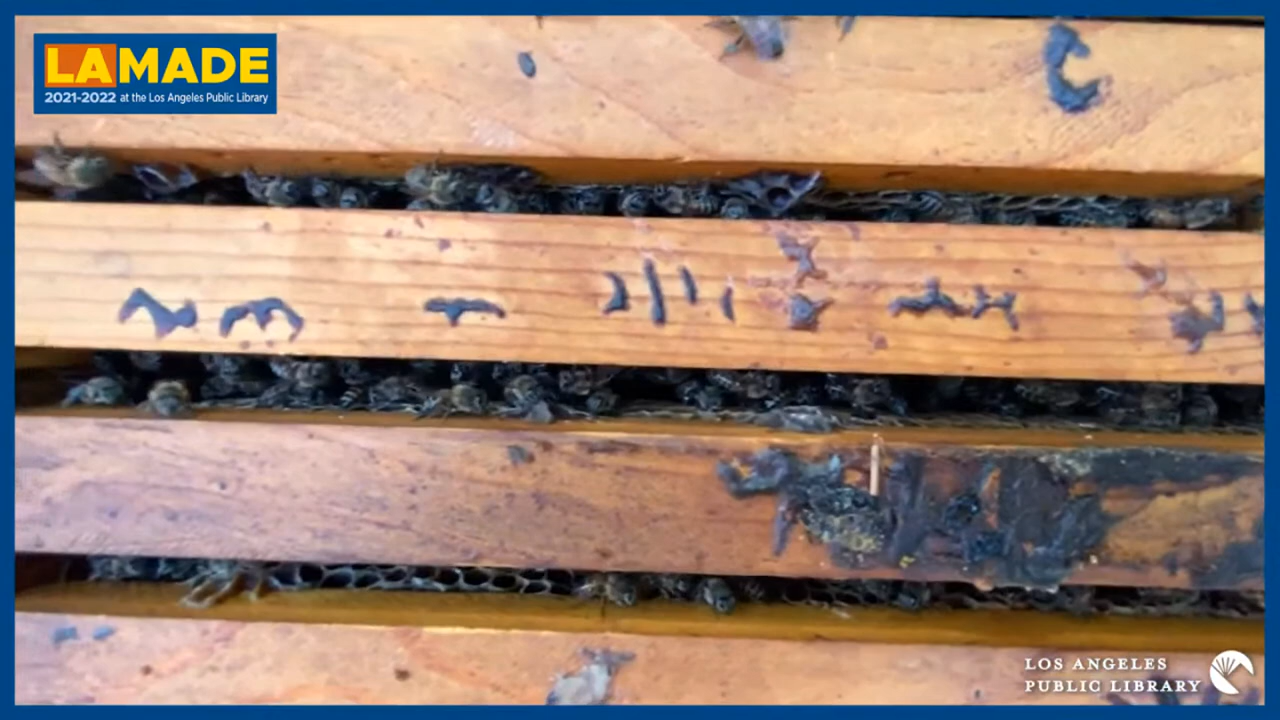 LAMADE
2021-2022 at the Los Angeles Public Library
LOS ANGELES
PUBLIC LIBRARY